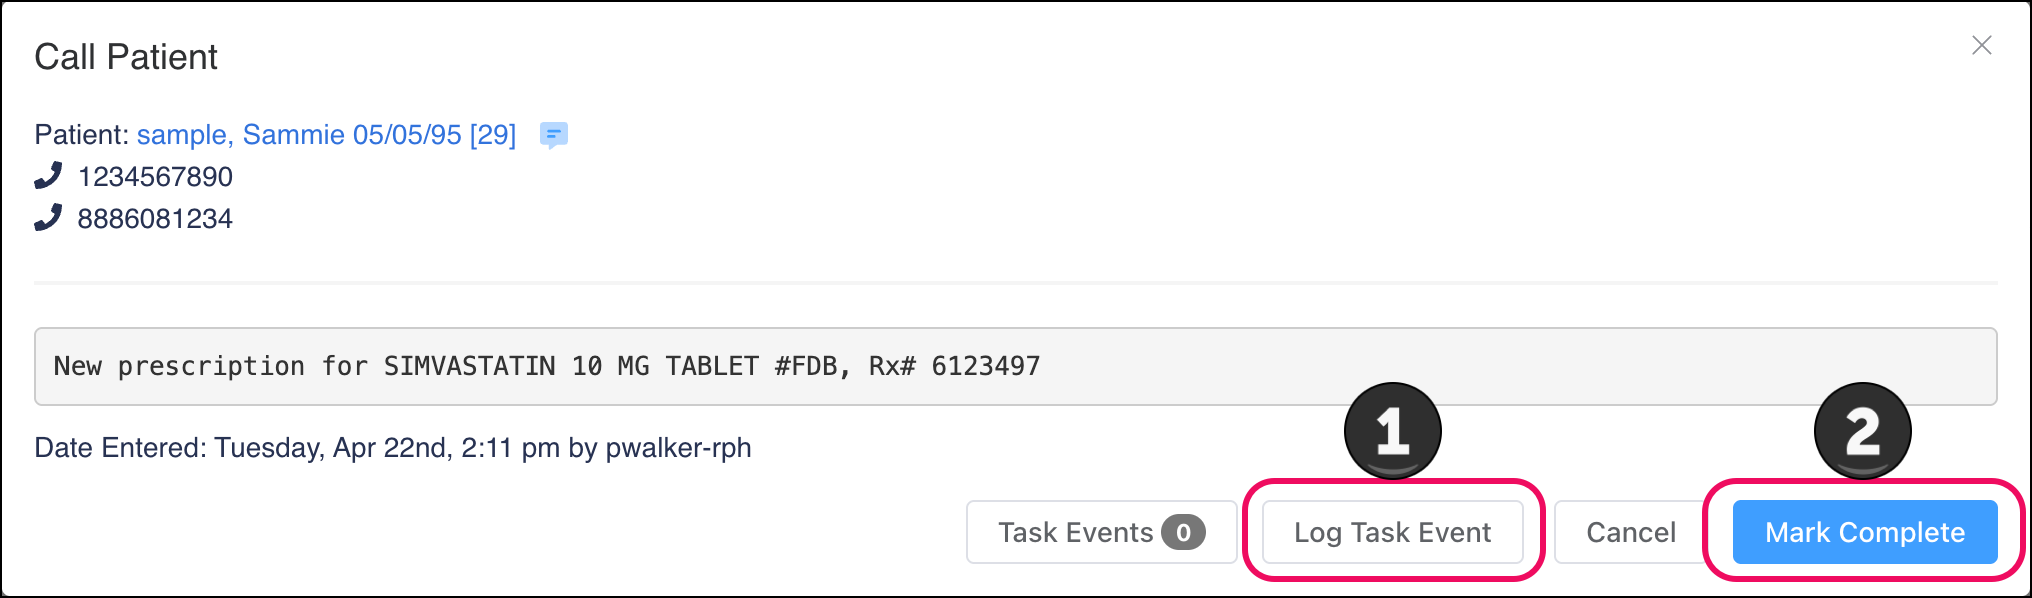 Call Patient
Patient: sample, Sammie 05/05/95 [29]
1234567890
8886081234
New prescription for SIMVASTATIN 10 MG TABLET #FDB, Rx# 6123497
Date Entered: Tuesday, Apr 22nd, 2:11 pm by pwalker-rph
1 2
Task Events 0 Log Task Event Cancel Mark Complete